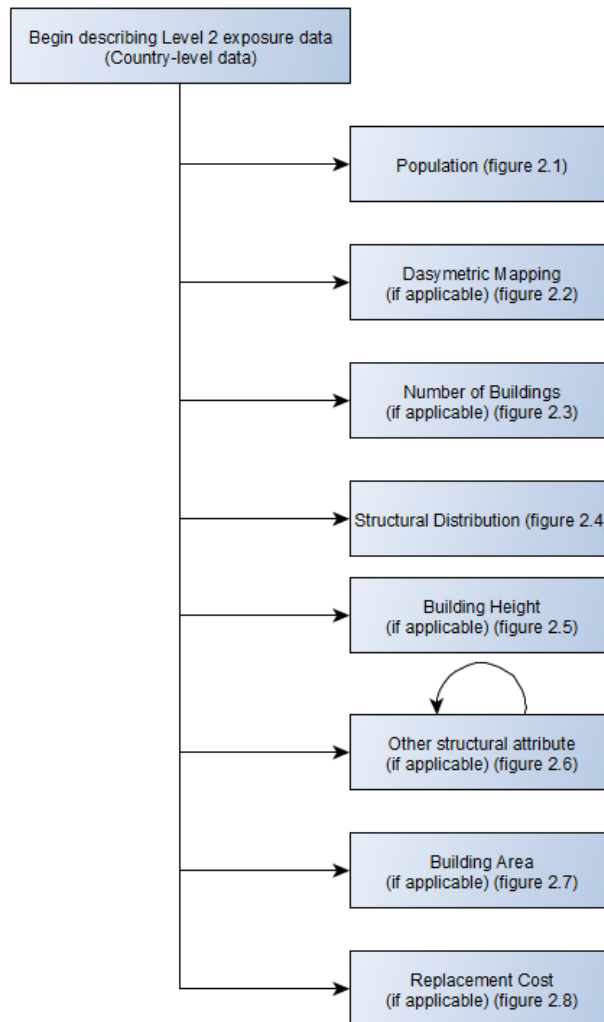 Begin describing Level 2 exposure data
(Country-level data)
Population (figure 2.1)
Dasymetric Mapping
(if applicable) (figure 2.2)
Number of Buildings
(if applicable) (figure 2.3)
Structural Distribution (figure 2.4
Building Height
(if applicable) (figure 2.5)
Other structural attribute
(if applicable) (figure 2.6)
Building Area
(if applicable) (figure 2.7)
Replacement Cost
(if applicable) (figure 2.8)